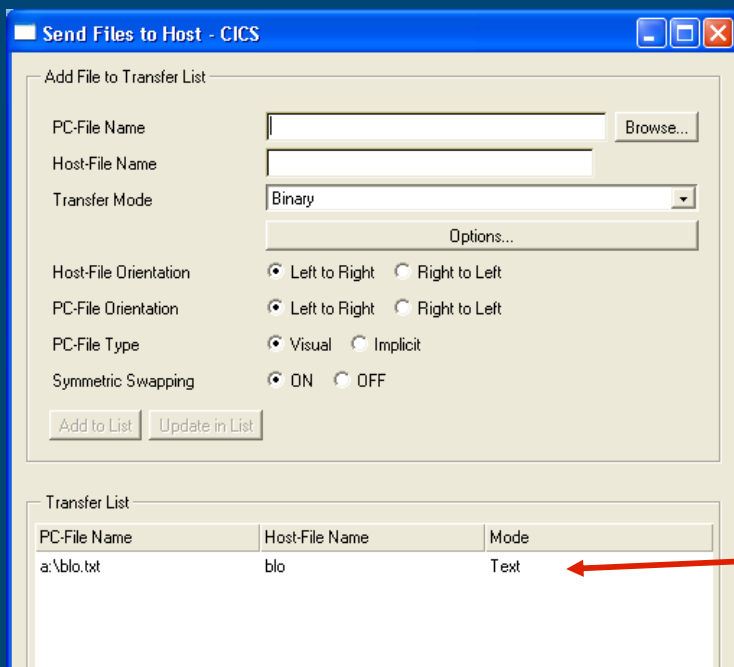 Send Files to Host - CICS
Add File to Transfer List
PC-File Name Browse...
Host-File Name
Transfer Mode Binary
Options...
Host-File Orientation Left to Right Right to Left
PC-File Orientation Left to Right Right to Left
PC-File Type Visual Implicit
Symmetric Swapping ON OFF
Add to List Update in List
Transfer List
PC-File Name Host-File Name Mode
a:\blo.txt blo Text